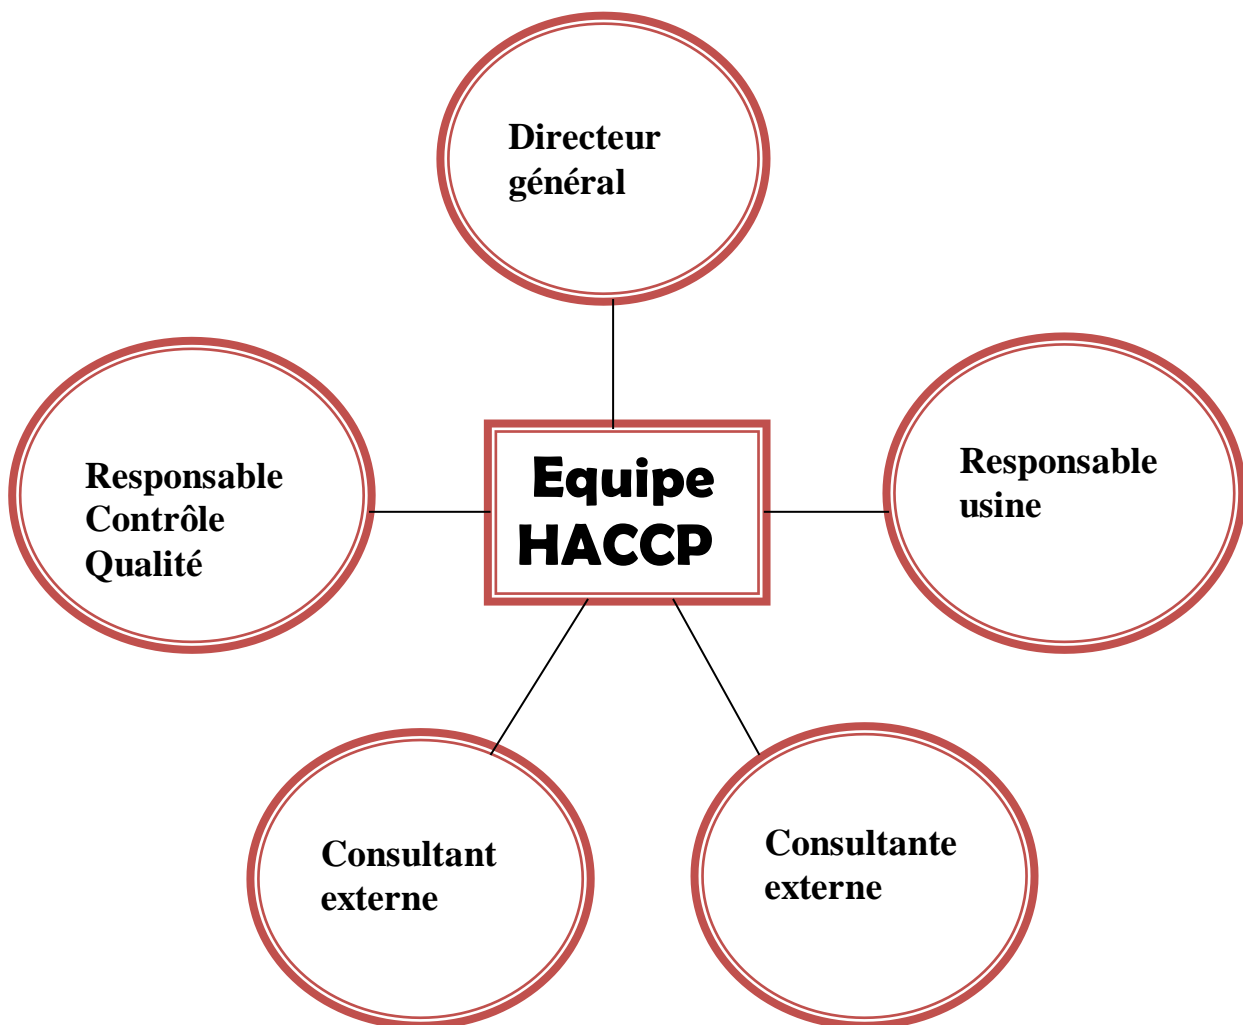 Directeur
général
Responsable
Contrôle
Qualité
Equipe
HACCP
Responsable
usine
Consultant
externe
Consultante
externe